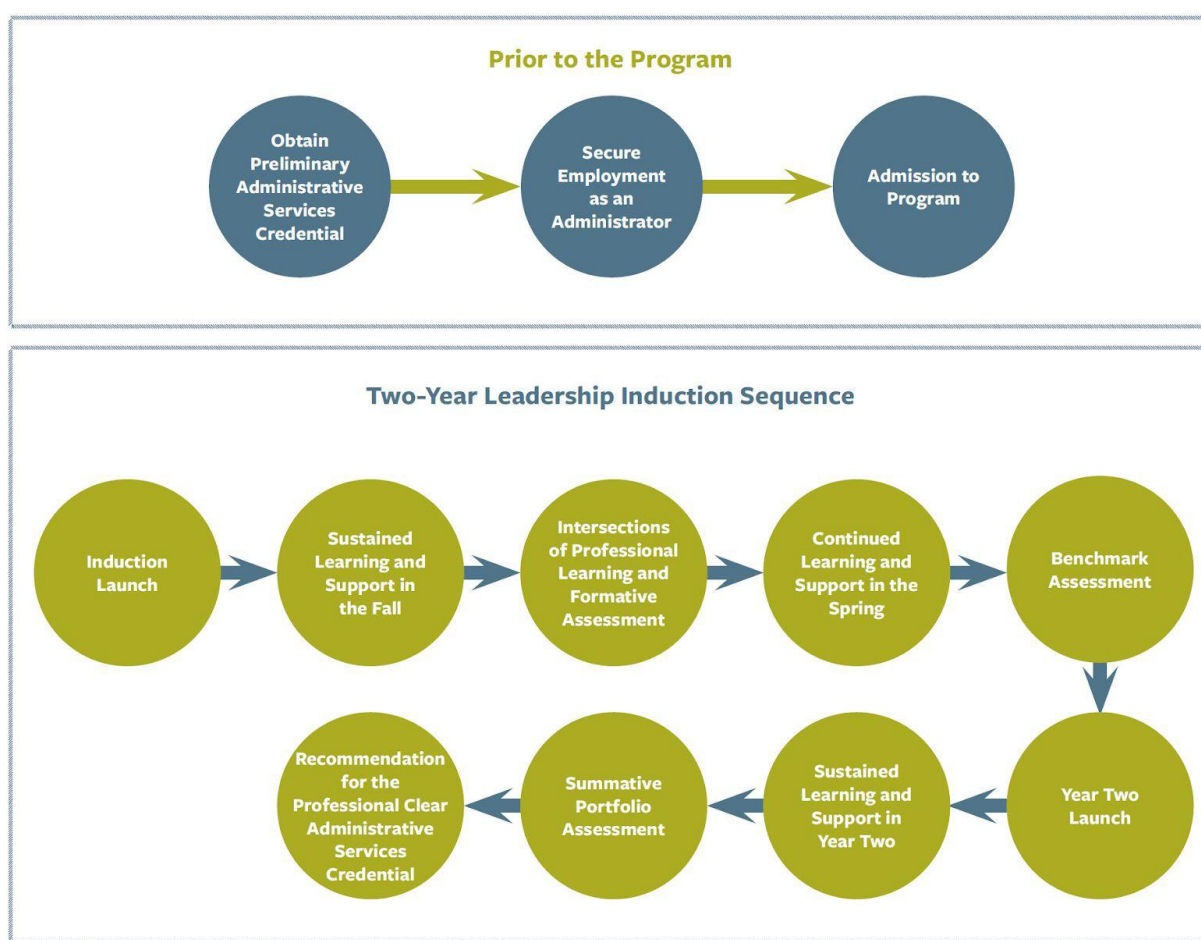 Prior to the Program
Obtain
Preliminary
Administrative
Services
Credential
Secure
Employment
as an
Administrator
Admission to
Program
Two-Year Leadership Induction Sequence
Induction
Launch
Sustained
Learning and
Support in
the Fall
Intersections
of Professional
Learning and
Formative
Assessment
Continued
Learning and
Support in the
Spring
Benchmark
Assessment
Year Two
Launch
Sustained
Learning and
Support in
Year Two
Summative
Portfolio
Assessment
Recommendation
for the
Professional Clear
Administrative
Services
Credential